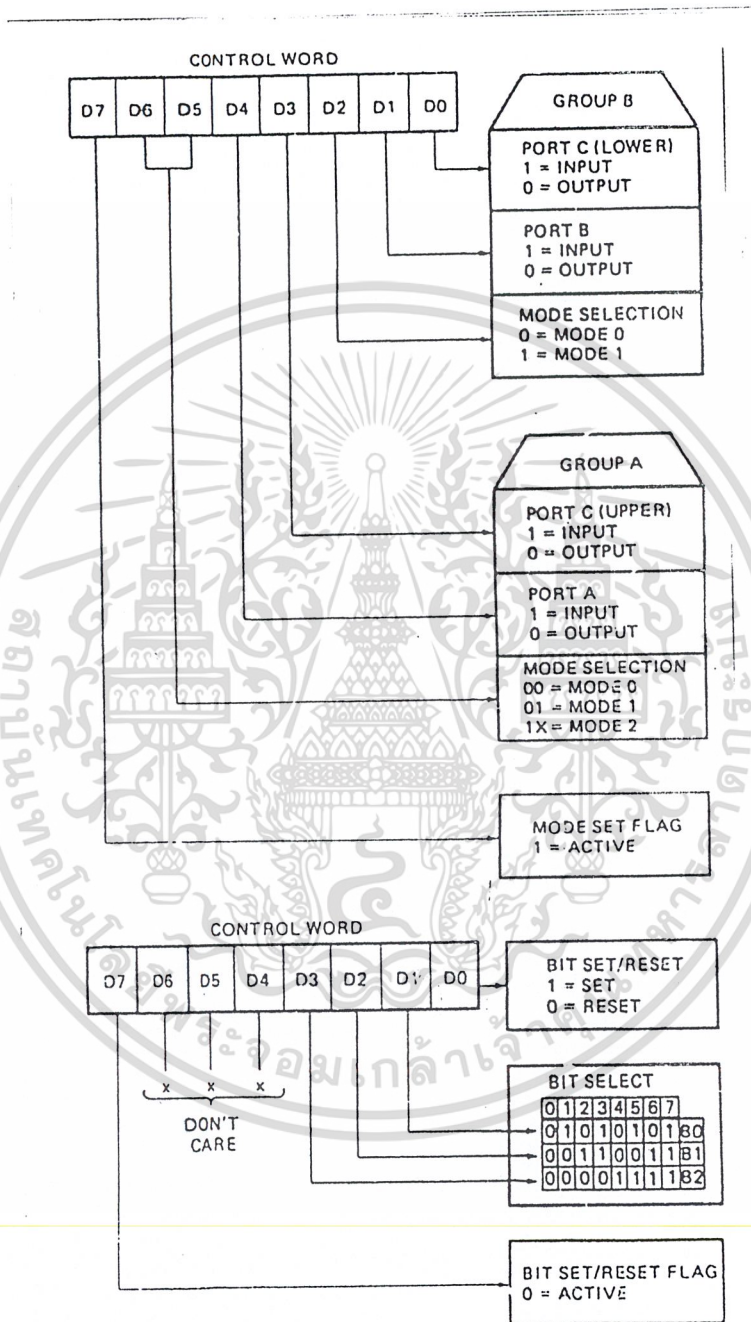 CONTROL WORD
D7 D6 D5 D4 D3 D2 D1 D0
GROUP B
PORT C (LOWER)
1 = INPUT
0 = OUTPUT
PORT B
1 = INPUT
0 = OUTPUT
MODE SELECTION
0 = MODE 0
1 = MODE 1
GROUP A
PORT C (UPPER)
1 = INPUT
0 = OUTPUT
PORT A
1 = INPUT
0 = OUTPUT
MODE SELECTION
00 = MODE 0
01 = MODE 1
1X = MODE 2
MODE SET FLAG
1 = ACTIVE
CONTROL WORD
D7 D6 D5 D4 D3 D2 D1 D0
x x x
DON'T
CARE
BIT SET/RESET
1 = SET
0 = RESET
BIT SELECT
0 1 2 3 4 5 6 7
0 1 0 1 0 1 0 1 B0
0 0 1 1 0 0 1 1 B1
0 0 0 0 1 1 1 1 B2
BIT SET/RESET FLAG
0 = ACTIVE